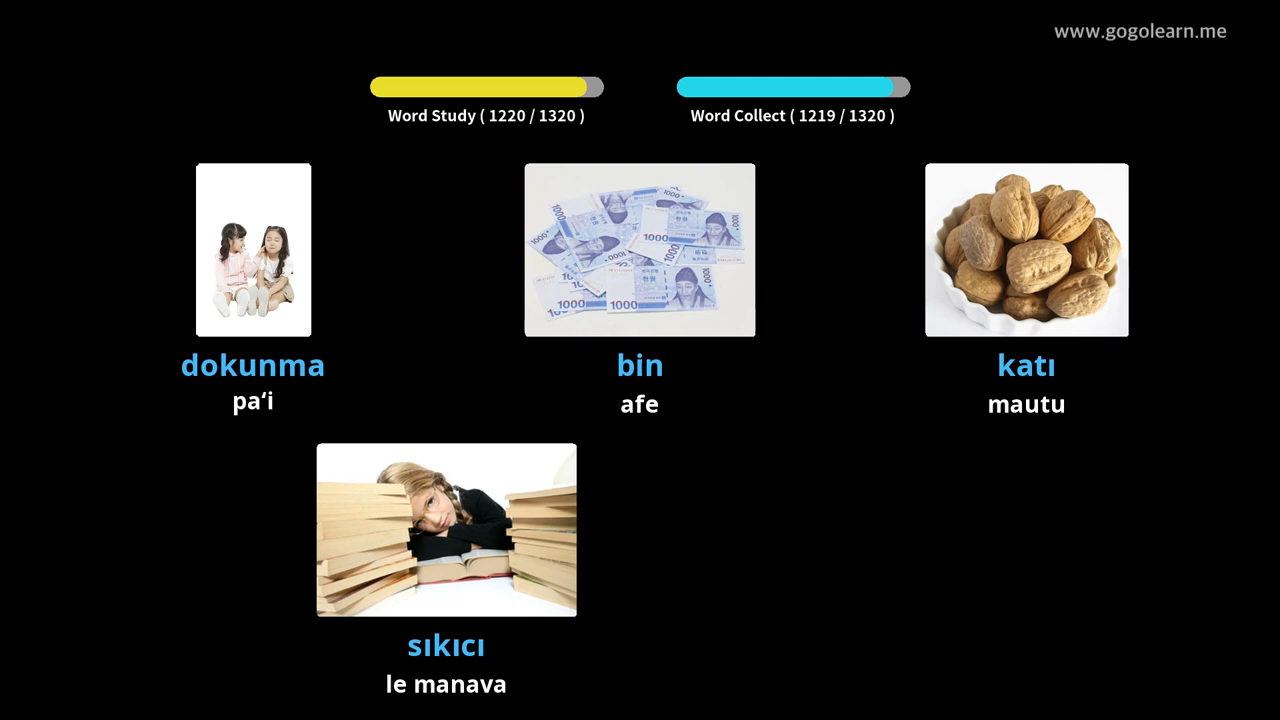 www.gogolearn.me
Word Study ( 1220 / 1320 )
Word Collect ( 1219 / 1320 )
dokunma
pa‘i
bin
afe
katı
mautu
sıkıcı
le manava